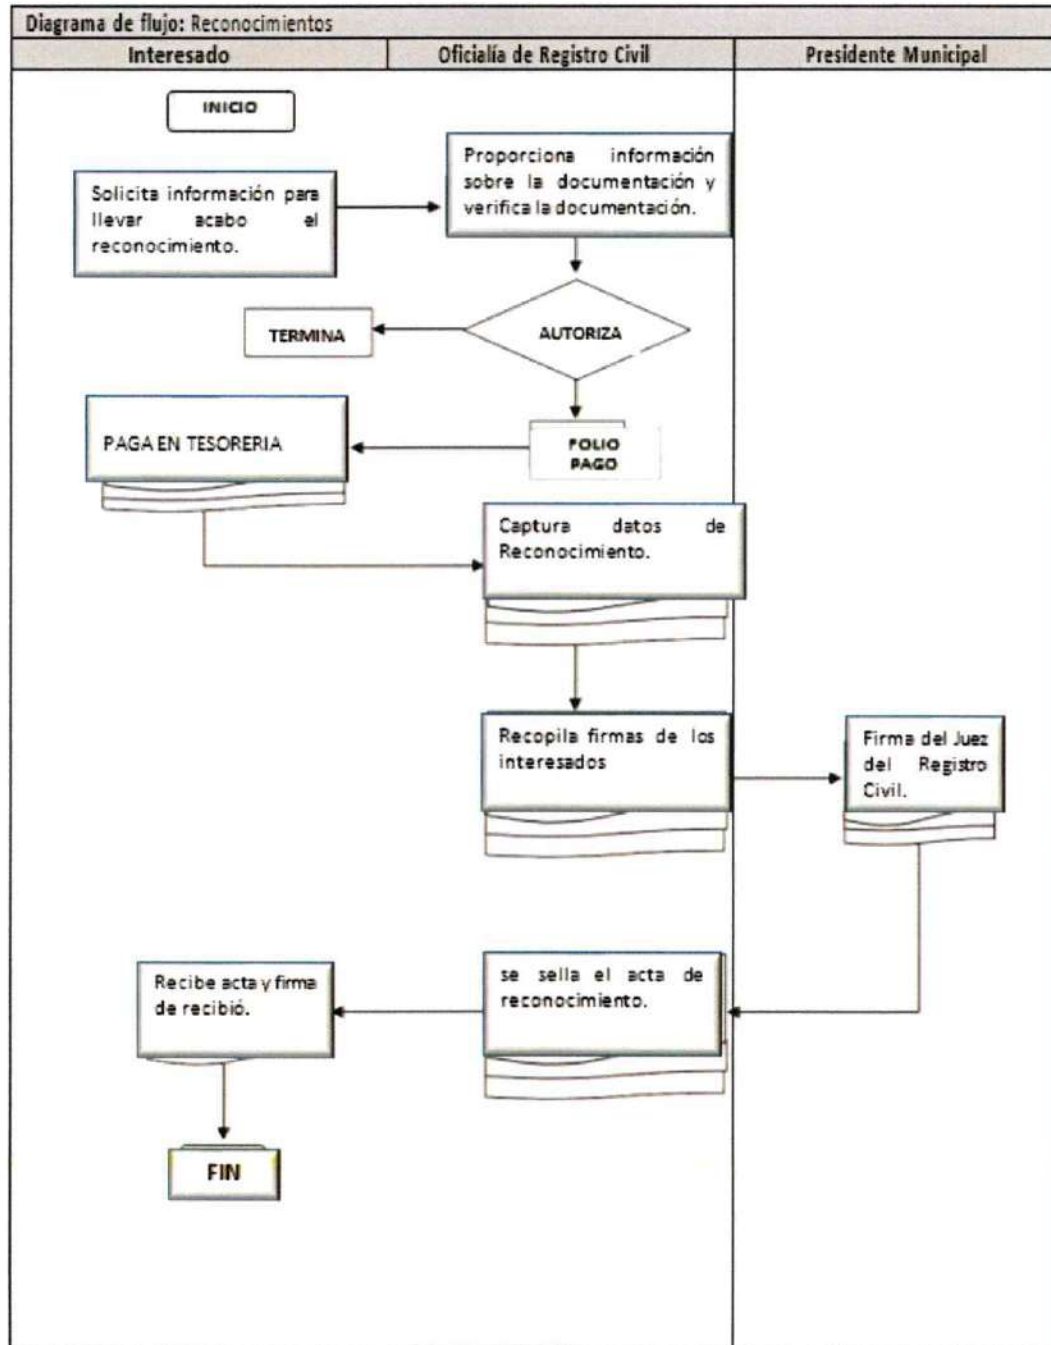 Diagrama de flujo: Reconocimientos
Interesado
Oficialía de Registro Civil
Presidente Municipal
INICIO
Proporciona información
sobre la documentación y
verifica la documentación.
Solicita información para
llevar acabo el
reconocimiento.
TERMINA
AUTORIZA
PAGA EN TESORERIA
FOLIO
PAGO
Captura datos de
Reconocimiento.
Recopila firmas de los
interesados
Firma del Juez
del Registro
Civil.
se sella el acta de
reconocimiento.
Recibe acta y firma
de recibió.
FIN